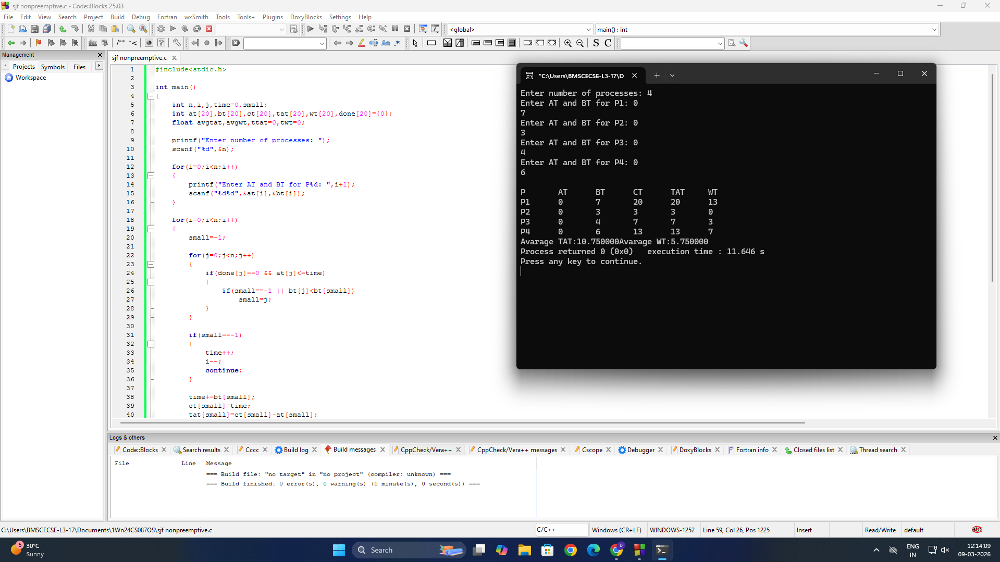 sjf nonpreemptive.c - Code::Blocks 25.03
File Edit View Search Project Build Debug Fortran wxSmith Tools Tools+ Plugins DoxyBlocks Settings Help
<global> main() : int
/** *< Aa .* S C
Management
Projects Symbols Files
Workspace
sjf nonpreemptive.c
1 #include<stdio.h>
2
3 int main()
4 {
5 int n,i,j,time=0,small;
6 int at[20],bt[20],ct[20],tat[20],wt[20],done[20]={0};
7 float avgtat,avgwt,ttat=0,twt=0;
8
9 printf("Enter number of processes: ");
10 scanf("%d",&n);
11
12 for(i=0;i<n;i++)
13 {
14 printf("Enter AT and BT for P%d: ",i+1);
15 scanf("%d%d",&at[i],&bt[i]);
16 }
17
18 for(i=0;i<n;i++)
19 {
20 small=-1;
21
22 for(j=0;j<n;j++)
23 {
24 if(done[j]==0 && at[j]<=time)
25 {
26 if(small==-1 || bt[j]<bt[small])
27 small=j;
28 }
29 }
30
31 if(small==-1)
32 {
33 time++;
34 i--;
35 continue;
36 }
37
38 time+=bt[small];
39 ct[small]=time;
40 tat[small]=ct[small]-at[small];
"C:\Users\BMSCECSE-L3-17\D
Enter number of processes: 4
Enter AT and BT for P1: 0
7
Enter AT and BT for P2: 0
3
Enter AT and BT for P3: 0
4
Enter AT and BT for P4: 0
6
P AT BT CT TAT WT
P1 0 7 20 20 13
P2 0 3 3 3 0
P3 0 4 7 7 3
P4 0 6 13 13 7
Avarage TAT:10.750000Avarage WT:5.750000
Process returned 0 (0x0) execution time : 11.646 s
Press any key to continue.
Logs & others
Code::Blocks Search results Cccc Build log Build messages CppCheck/Vera++ CppCheck/Vera++ messages Cscope Debugger DoxyBlocks Fortran info Closed files list Thread search
File Line Message
=== Build file: "no target" in "no project" (compiler: unknown) ===
=== Build finished: 0 error(s), 0 warning(s) (0 minute(s), 0 second(s)) ===
C:\Users\BMSCECSE-L3-17\Documents\1Wn24CS087OS\sjf nonpreemptive.c C/C++ Windows (CR+LF) WINDOWS-1252 Line 59, Col 26, Pos 1225 Insert Read/Write default abc
5 30°C
Sunny
Search
D
ENG
IN
12:14:09
09-03-2026